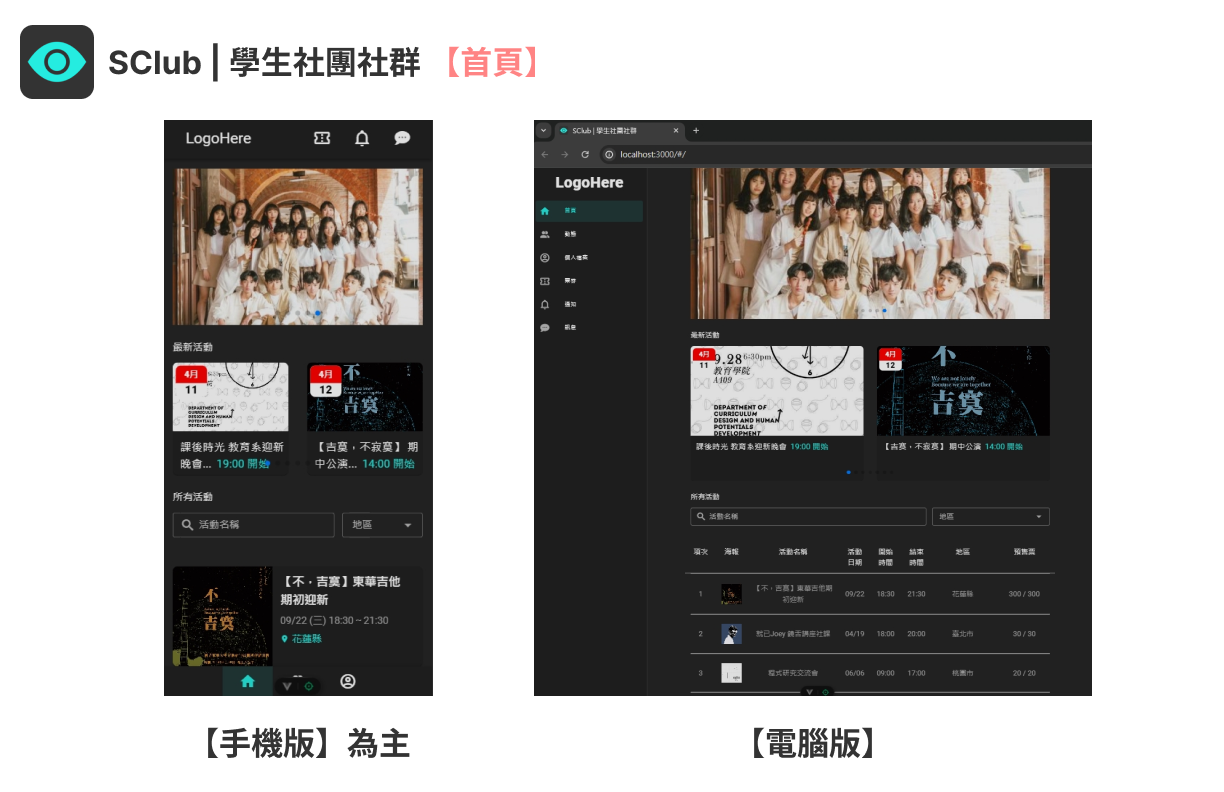 SClub | 學生社團社群 【首頁】
LogoHere
最新活動
4月
11
DEPARTMENT OF
CURRICULUM
DESIGN AND HUMAN
POTENTIALS
DEVELOPMENT
課後時光 教育系迎新
晚會... 19:00 開始
4月
12
不
吉寞
【吉寞，不寂寞】 期
中公演... 14:00 開始
所有活動
活動名稱
地區
不
吉寞
【不・吉寞】東華吉他
期初迎新
09/22 (三) 18:30 ~ 21:30
花蓮縣
【手機版】為主
SClub | 學生社團社群
localhost:3000/#/
LogoHere
首頁
動態
個人檔案
票券
通知
訊息
最新活動
4月
11
9.28 6:30pm
教育學院
A109
6
DEPARTMENT OF
CURRICULUM
DESIGN AND HUMAN
POTENTIALS
DEVELOPMENT
課後時光 教育系迎新晚會 19:00 開始
4月
12
不
We are not lonely
Because we are together
吉寞
【吉寞，不寂寞】 期中公演 14:00 開始
所有活動
活動名稱
地區
項次 海報 活動名稱 活動日期 開始時間 結束時間 地區 預售票
1 【不・吉寞】東華吉他期初迎新 09/22 18:30 21:30 花蓮縣 300 / 300
2 就已Joey 饒舌講座社課 04/19 18:00 20:00 臺北市 30 / 30
3 程式研究交流會 06/06 09:00 17:00 桃園市 20 / 20
【電腦版】